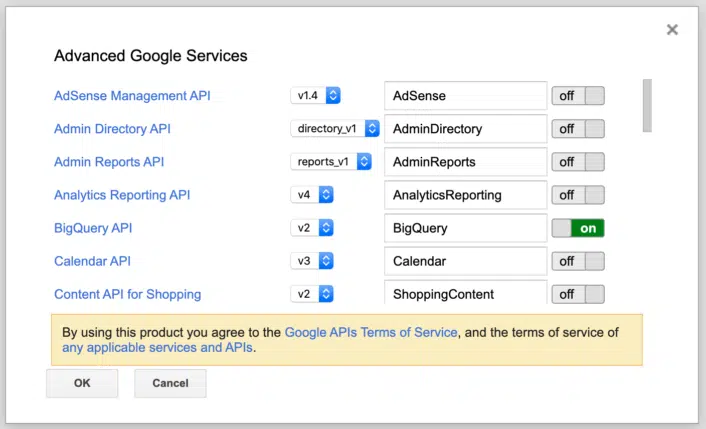 Advanced Google Services
AdSense Management API v1.4 AdSense off
Admin Directory API directory_v1 AdminDirectory off
Admin Reports API reports_v1 AdminReports off
Analytics Reporting API v4 AnalyticsReporting off
BigQuery API v2 BigQuery on
Calendar API v3 Calendar off
Content API for Shopping v2 ShoppingContent off
By using this product you agree to the Google APIs Terms of Service, and the terms of service of
any applicable services and APIs.
OK Cancel